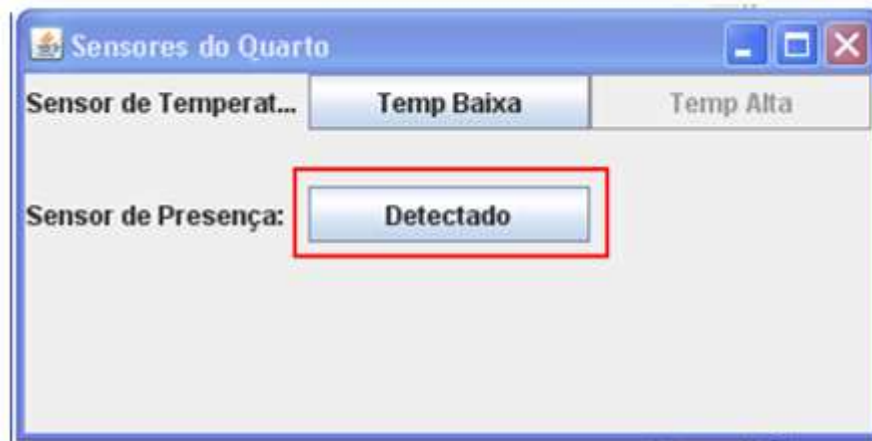 Sensores do Quarto
Sensor de Temperat... Temp Baixa Temp Alta
Sensor de Presença: Detectado